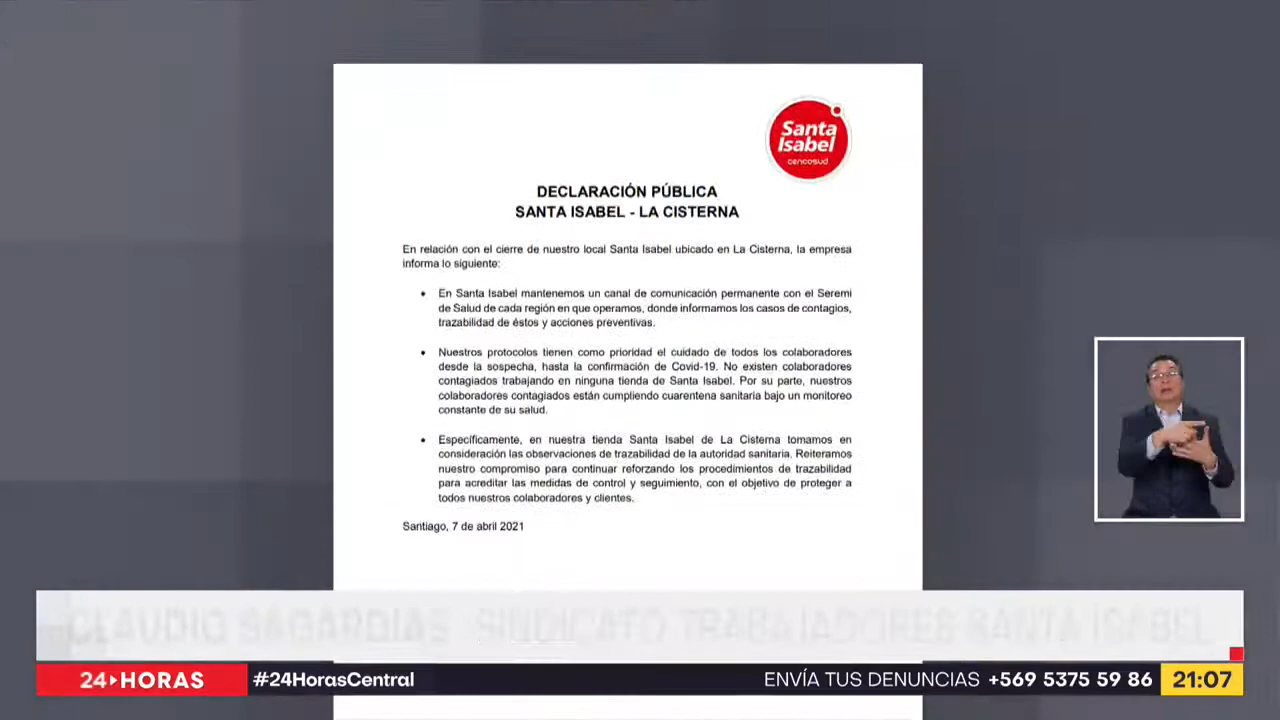 Santa
Isabel
cencosud
DECLARACIÓN PÚBLICA
SANTA ISABEL - LA CISTERNA
En relación con el cierre de nuestro local Santa Isabel ubicado en La Cisterna, la empresa
informa lo siguiente:
• En Santa Isabel mantenemos un canal de comunicación permanente con el Seremi
de Salud de cada región en que operamos, donde informamos los casos de contagios,
trazabilidad de éstos y acciones preventivas.
• Nuestros protocolos tienen como prioridad el cuidado de todos los colaboradores
desde la sospecha, hasta la confirmación de Covid-19. No existen colaboradores
contagiados trabajando en ninguna tienda de Santa Isabel. Por su parte, nuestros
colaboradores contagiados están cumpliendo cuarentena sanitaria bajo un monitoreo
constante de su salud.
• Específicamente, en nuestra tienda Santa Isabel de La Cisterna tomamos en
consideración las observaciones de trazabilidad de la autoridad sanitaria. Reiteramos
nuestro compromiso para continuar reforzando los procedimientos de trazabilidad
para acreditar las medidas de control y seguimiento, con el objetivo de proteger a
todos nuestros colaboradores y clientes.
Santiago, 7 de abril 2021
CLAUDIO SAGARDIAS SINDICATO TRABAJADORES SANTA ISABEL
24 HORAS #24HorasCentral ENVÍA TUS DENUNCIAS +569 5375 59 86 21:07